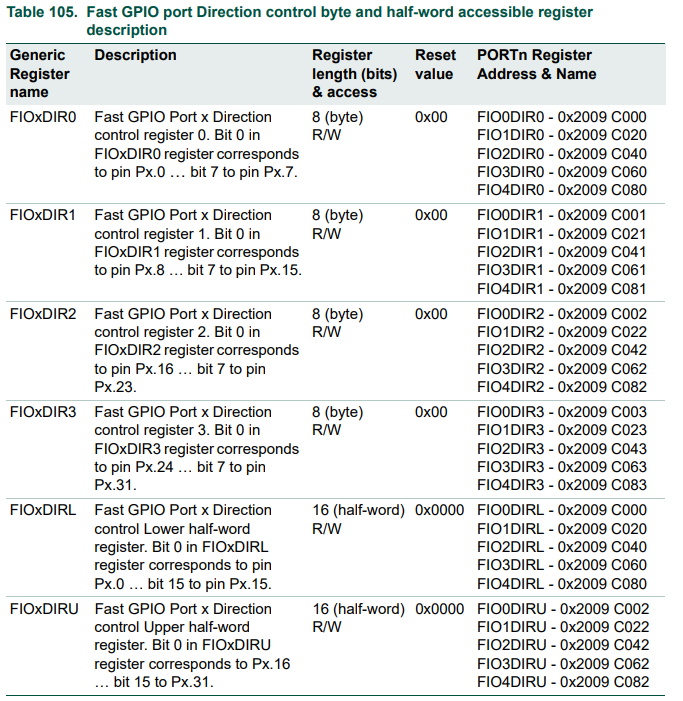 Table 105. Fast GPIO port Direction control byte and half-word accessible register
description
Generic Register name | Description | Register length (bits) & access | Reset value | PORTn Register Address & Name
FIOxDIR0 Fast GPIO Port x Direction 8 (byte) 0x00 FIO0DIR0 - 0x2009 C000
control register 0. Bit 0 in R/W FIO1DIR0 - 0x2009 C020
FIOxDIR0 register corresponds FIO2DIR0 - 0x2009 C040
to pin Px.0 … bit 7 to pin Px.7. FIO3DIR0 - 0x2009 C060
FIO4DIR0 - 0x2009 C080
FIOxDIR1 Fast GPIO Port x Direction 8 (byte) 0x00 FIO0DIR1 - 0x2009 C001
control register 1. Bit 0 in R/W FIO1DIR1 - 0x2009 C021
FIOxDIR1 register corresponds FIO2DIR1 - 0x2009 C041
to pin Px.8 … bit 7 to pin Px.15. FIO3DIR1 - 0x2009 C061
FIO4DIR1 - 0x2009 C081
FIOxDIR2 Fast GPIO Port x Direction 8 (byte) 0x00 FIO0DIR2 - 0x2009 C002
control register 2. Bit 0 in R/W FIO1DIR2 - 0x2009 C022
FIOxDIR2 register corresponds FIO2DIR2 - 0x2009 C042
to pin Px.16 … bit 7 to pin FIO3DIR2 - 0x2009 C062
Px.23. FIO4DIR2 - 0x2009 C082
FIOxDIR3 Fast GPIO Port x Direction 8 (byte) 0x00 FIO0DIR3 - 0x2009 C003
control register 3. Bit 0 in R/W FIO1DIR3 - 0x2009 C023
FIOxDIR3 register corresponds FIO2DIR3 - 0x2009 C043
to pin Px.24 … bit 7 to pin FIO3DIR3 - 0x2009 C063
Px.31. FIO4DIR3 - 0x2009 C083
FIOxDIRL Fast GPIO Port x Direction 16 (half-word) 0x0000 FIO0DIRL - 0x2009 C000
control Lower half-word R/W FIO1DIRL - 0x2009 C020
register. Bit 0 in FIOxDIRL FIO2DIRL - 0x2009 C040
register corresponds to pin FIO3DIRL - 0x2009 C060
Px.0 … bit 15 to pin Px.15. FIO4DIRL - 0x2009 C080
FIOxDIRU Fast GPIO Port x Direction 16 (half-word) 0x0000 FIO0DIRU - 0x2009 C002
control Upper half-word R/W FIO1DIRU - 0x2009 C022
register. Bit 0 in FIOxDIRU FIO2DIRU - 0x2009 C042
register corresponds to Px.16 FIO3DIRU - 0x2009 C062
… bit 15 to Px.31. FIO4DIRU - 0x2009 C082